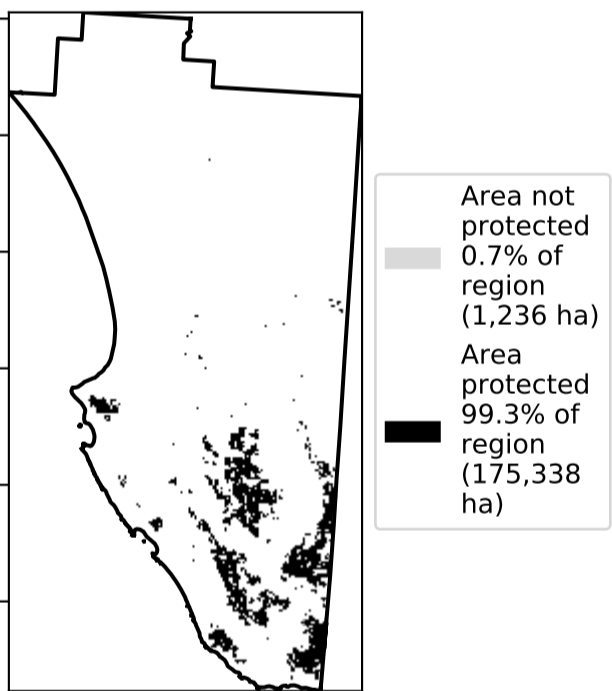 Area not
protected
0.7% of
region
(1,236 ha)
Area
protected
99.3% of
region
(175,338
ha)